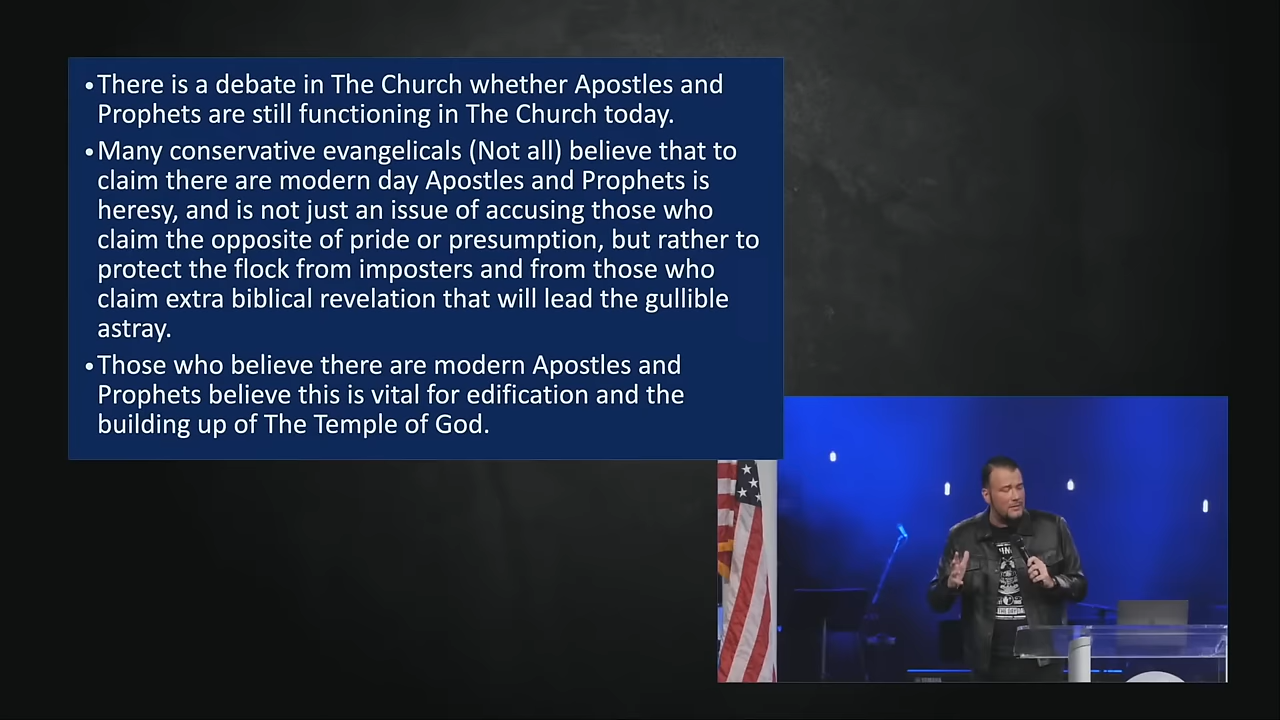 •There is a debate in The Church whether Apostles and
Prophets are still functioning in The Church today.
•Many conservative evangelicals (Not all) believe that to
claim there are modern day Apostles and Prophets is
heresy, and is not just an issue of accusing those who
claim the opposite of pride or presumption, but rather to
protect the flock from imposters and from those who
claim extra biblical revelation that will lead the gullible
astray.
•Those who believe there are modern Apostles and
Prophets believe this is vital for edification and the
building up of The Temple of God.